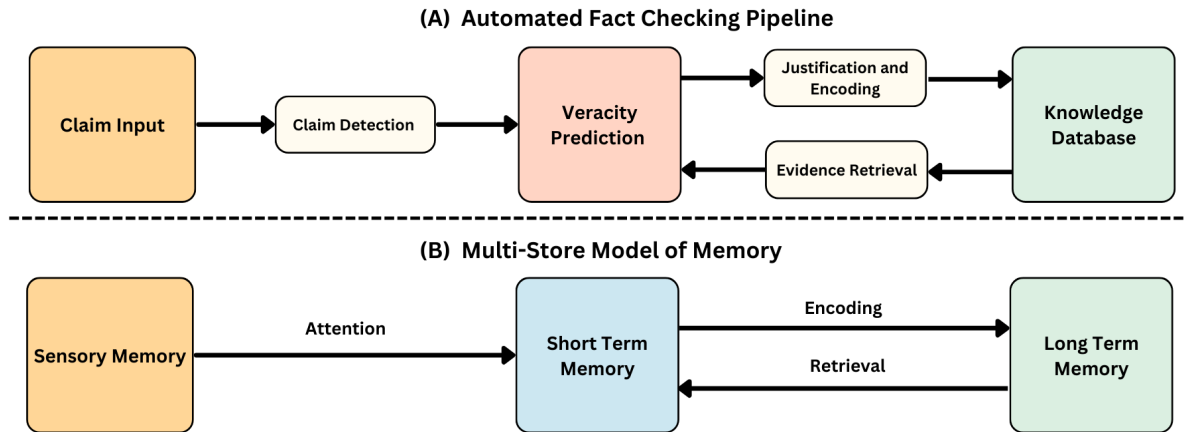 (A) Automated Fact Checking Pipeline
Claim Input
Claim Detection
Veracity
Prediction
Justification and
Encoding
Evidence Retrieval
Knowledge
Database
(B) Multi-Store Model of Memory
Sensory Memory
Attention
Short Term
Memory
Encoding
Retrieval
Long Term
Memory